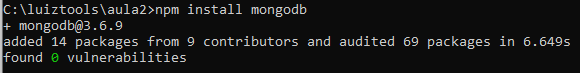 C:\luiztools\aula2>npm install mongodb
+ mongodb@3.6.9
added 14 packages from 9 contributors and audited 69 packages in 6.649s
found 0 vulnerabilities